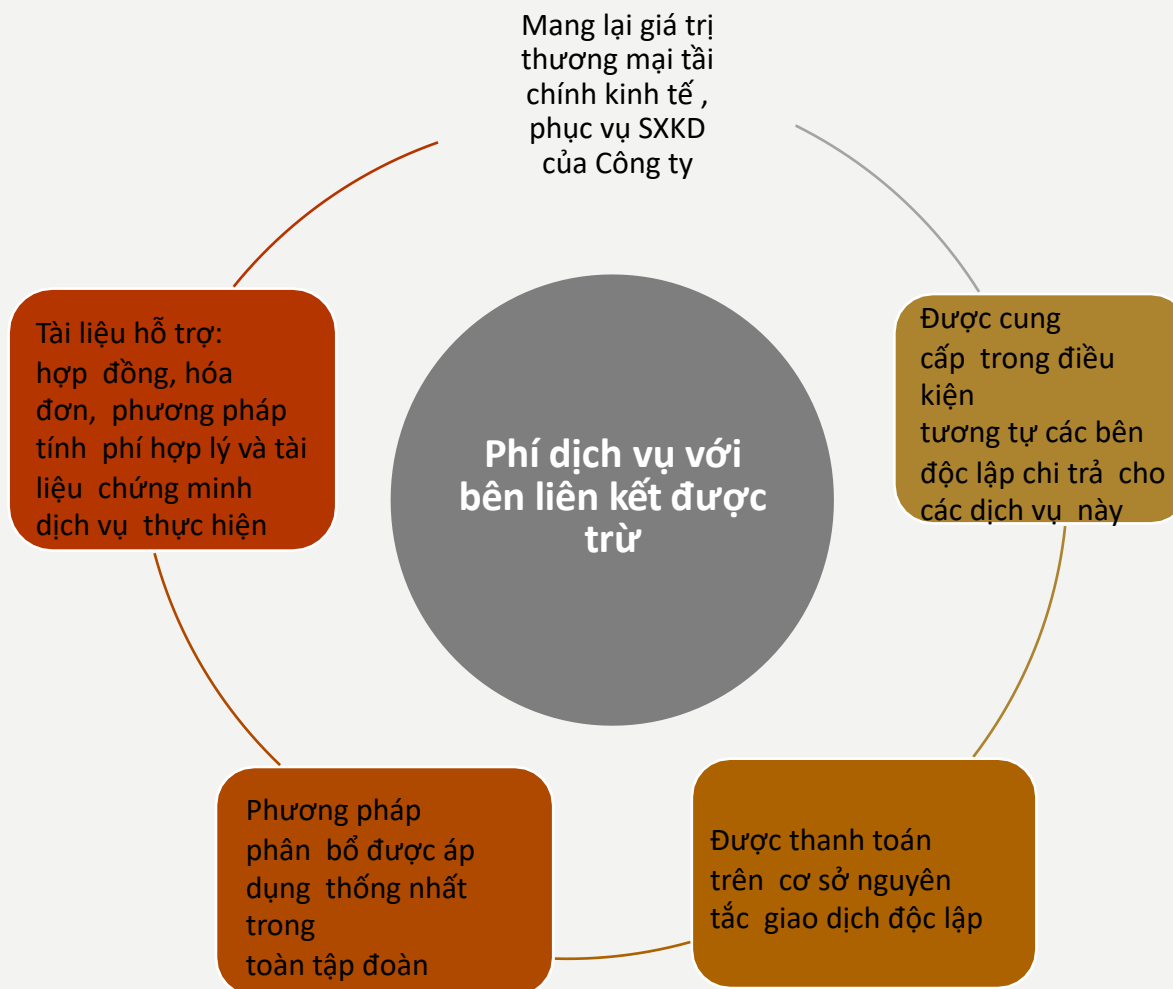 Mang lại giá trị
thương mại tài
chính kinh tế ,
phục vụ SXKD
của Công ty
Tài liệu hỗ trợ:
hợp đồng, hóa
đơn, phương pháp
tính phí hợp lý và tài
liệu chứng minh
dịch vụ thực hiện
Phí dịch vụ với
bên liên kết được
trừ
Được cung
cấp trong điều
kiện
tương tự các bên
độc lập chi trả cho
các dịch vụ này
Phương pháp
phân bổ được áp
dụng thống nhất
trong
toàn tập đoàn
Được thanh toán
trên cơ sở nguyên
tắc giao dịch độc lập